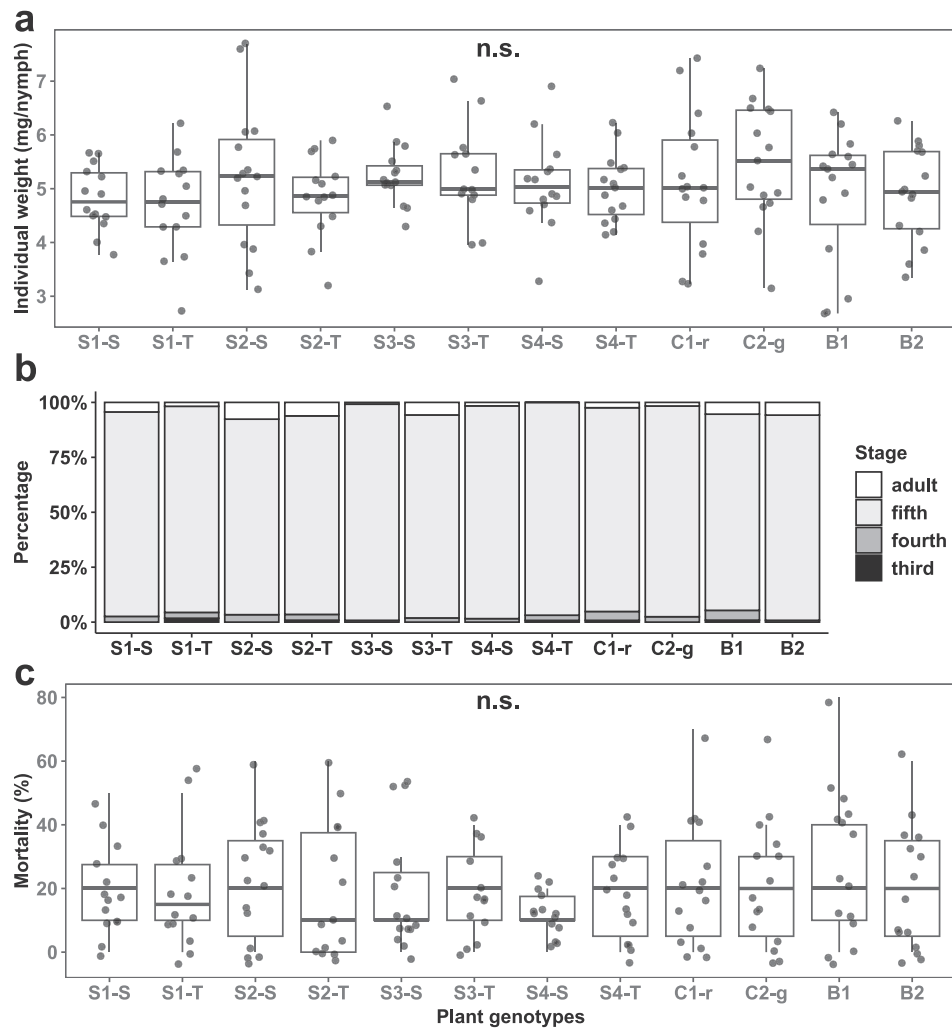 a
n.s.
Individual weight (mg/nymph)
7
6
5
4
3
S1-S S1-T S2-S S2-T S3-S S3-T S4-S S4-T C1-r C2-g B1 B2
b
Percentage
100%
75%
50%
25%
0%
S1-S S1-T S2-S S2-T S3-S S3-T S4-S S4-T C1-r C2-g B1 B2
Stage
adult
fifth
fourth
third
c
n.s.
Mortality (%)
80
60
40
20
0
S1-S S1-T S2-S S2-T S3-S S3-T S4-S S4-T C1-r C2-g B1 B2
Plant genotypes